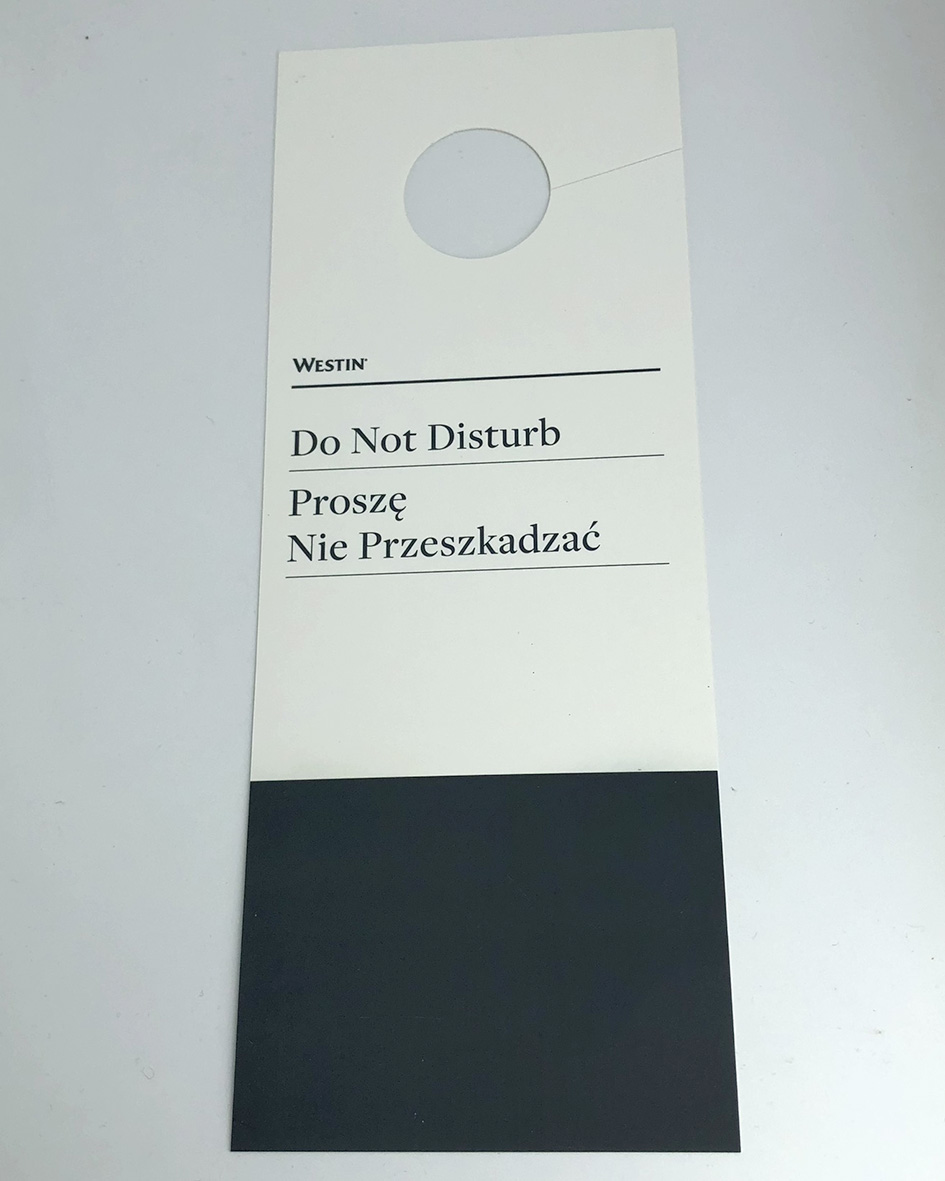 WESTIN®
Do Not Disturb
Proszę
Nie Przeszkadzać